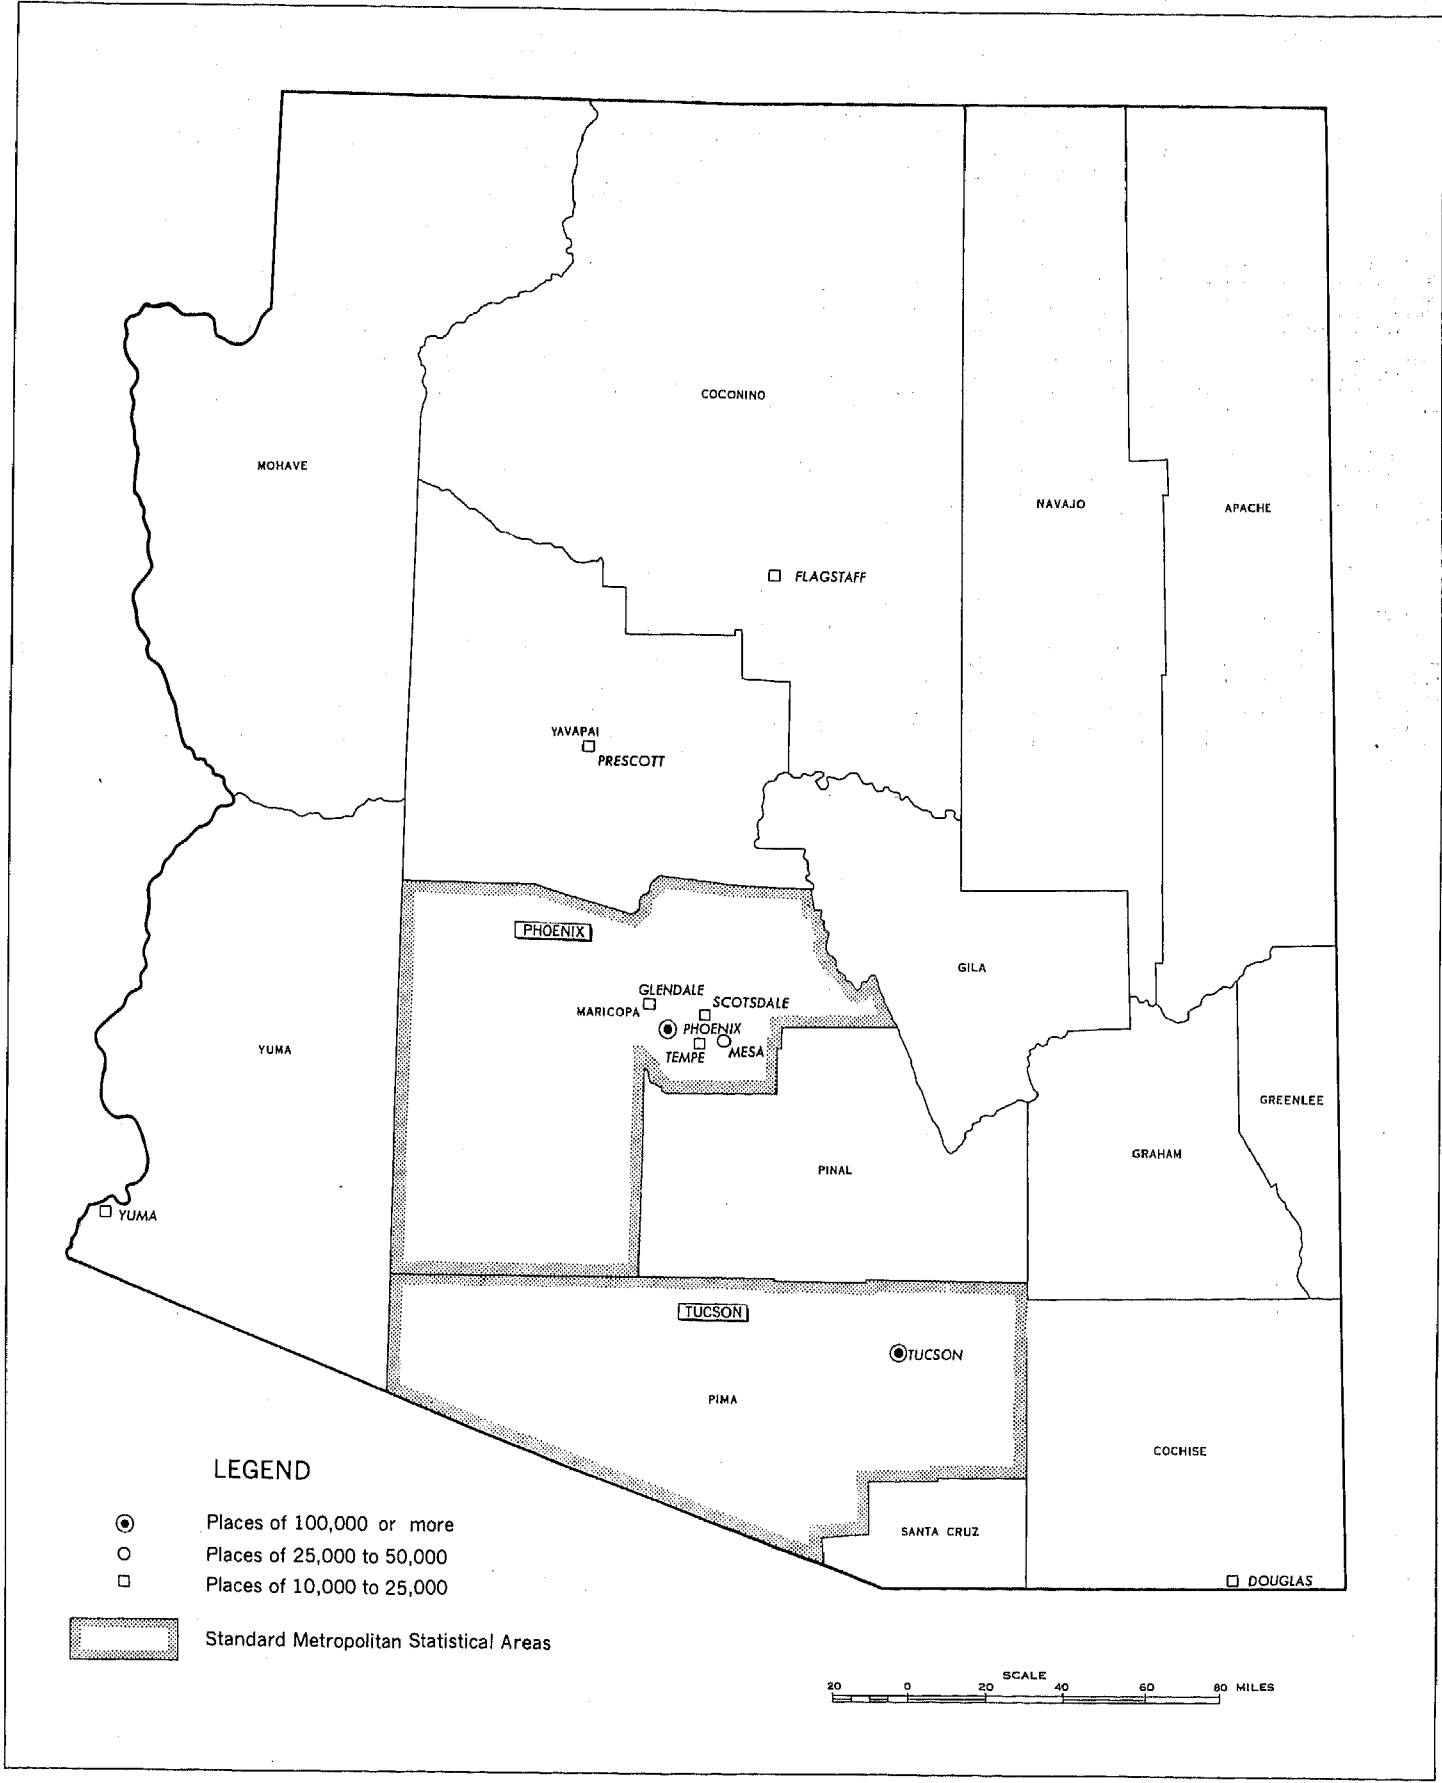 COCONINO
MOHAVE
NAVAJO
APACHE
FLAGSTAFF
YAVAPAI
PRESCOTT
PHOENIX
GILA
GLENDALE
SCOTSDALE
MARICOPA
PHOENIX
TEMPE
MESA
YUMA
GREENLEE
GRAHAM
PINAL
YUMA
TUCSON
TUCSON
PIMA
COCHISE
SANTA CRUZ
DOUGLAS
LEGEND
Places of 100,000 or more
Places of 25,000 to 50,000
Places of 10,000 to 25,000
Standard Metropolitan Statistical Areas
SCALE
20 0 20 40 60 80 MILES